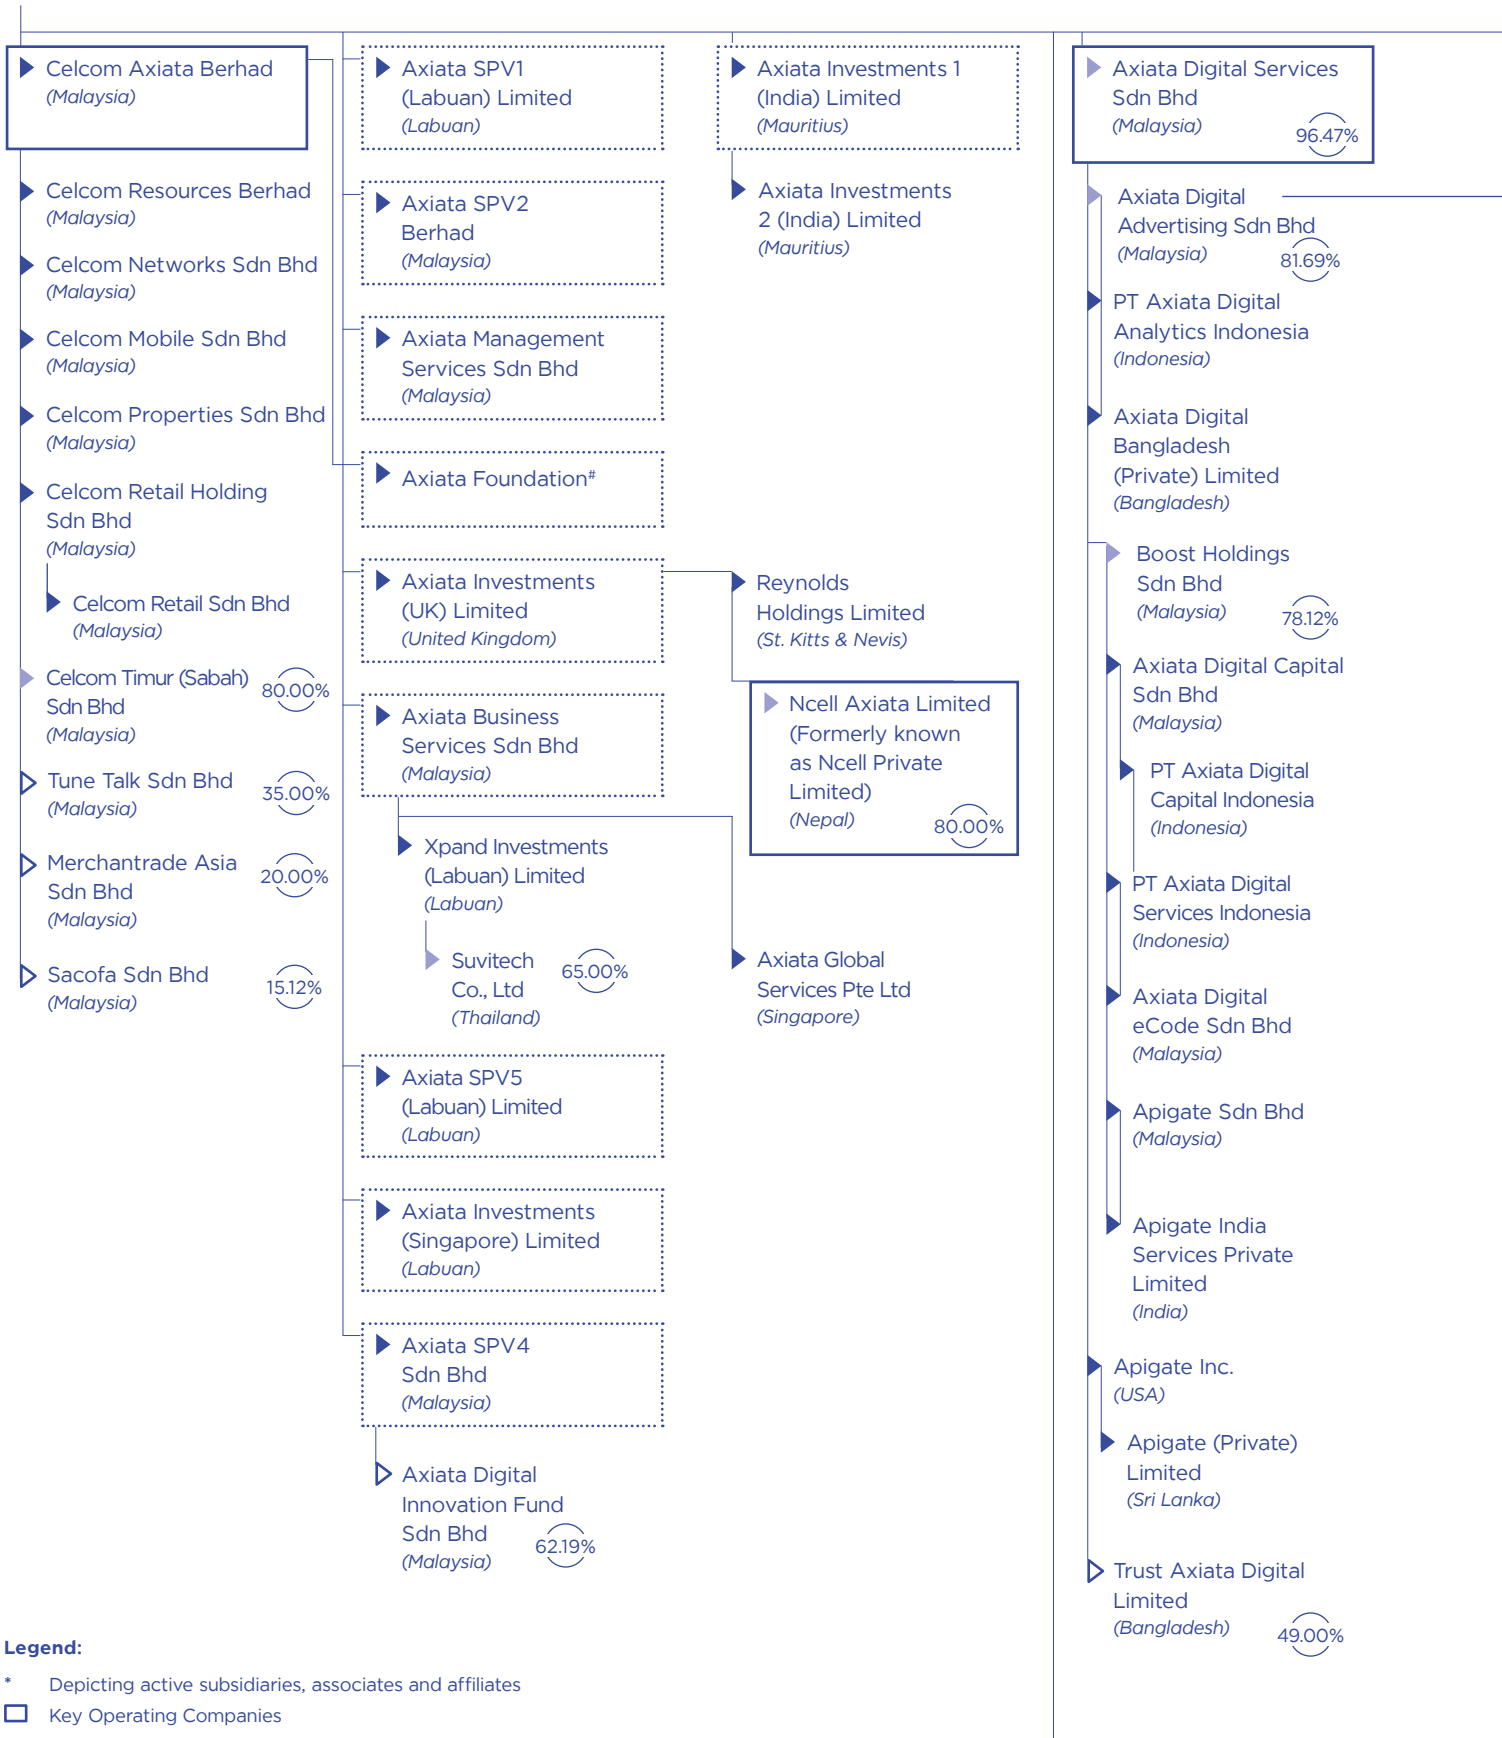 Celcom Axiata Berhad
(Malaysia)
Celcom Resources Berhad
(Malaysia)
Celcom Networks Sdn Bhd
(Malaysia)
Celcom Mobile Sdn Bhd
(Malaysia)
Celcom Properties Sdn Bhd
(Malaysia)
Celcom Retail Holding
Sdn Bhd
(Malaysia)
Celcom Retail Sdn Bhd
(Malaysia)
Celcom Timur (Sabah)
Sdn Bhd
(Malaysia)
80.00%
Tune Talk Sdn Bhd
(Malaysia)
35.00%
Merchantrade Asia
Sdn Bhd
(Malaysia)
20.00%
Sacofa Sdn Bhd
(Malaysia)
15.12%
Axiata SPV1
(Labuan) Limited
(Labuan)
Axiata SPV2
Berhad
(Malaysia)
Axiata Management
Services Sdn Bhd
(Malaysia)
Axiata Foundation#
Axiata Investments
(UK) Limited
(United Kingdom)
Axiata Business
Services Sdn Bhd
(Malaysia)
Xpand Investments
(Labuan) Limited
(Labuan)
Suvitech
Co., Ltd
(Thailand)
65.00%
Axiata SPV5
(Labuan) Limited
(Labuan)
Axiata Investments
(Singapore) Limited
(Labuan)
Axiata SPV4
Sdn Bhd
(Malaysia)
Axiata Digital
Innovation Fund
Sdn Bhd
(Malaysia)
62.19%
Axiata Investments 1
(India) Limited
(Mauritius)
Axiata Investments
2 (India) Limited
(Mauritius)
Reynolds
Holdings Limited
(St. Kitts & Nevis)
Ncell Axiata Limited
(Formerly known
as Ncell Private
Limited)
(Nepal)
80.00%
Axiata Global
Services Pte Ltd
(Singapore)
Axiata Digital Services
Sdn Bhd
(Malaysia)
96.47%
Axiata Digital
Advertising Sdn Bhd
(Malaysia)
81.69%
PT Axiata Digital
Analytics Indonesia
(Indonesia)
Axiata Digital
Bangladesh
(Private) Limited
(Bangladesh)
Boost Holdings
Sdn Bhd
(Malaysia)
78.12%
Axiata Digital Capital
Sdn Bhd
(Malaysia)
PT Axiata Digital
Capital Indonesia
(Indonesia)
PT Axiata Digital
Services Indonesia
(Indonesia)
Axiata Digital
eCode Sdn Bhd
(Malaysia)
Apigate Sdn Bhd
(Malaysia)
Apigate India
Services Private
Limited
(India)
Apigate Inc.
(USA)
Apigate (Private)
Limited
(Sri Lanka)
Trust Axiata Digital
Limited
(Bangladesh)
49.00%
Legend:
* Depicting active subsidiaries, associates and affiliates
Key Operating Companies